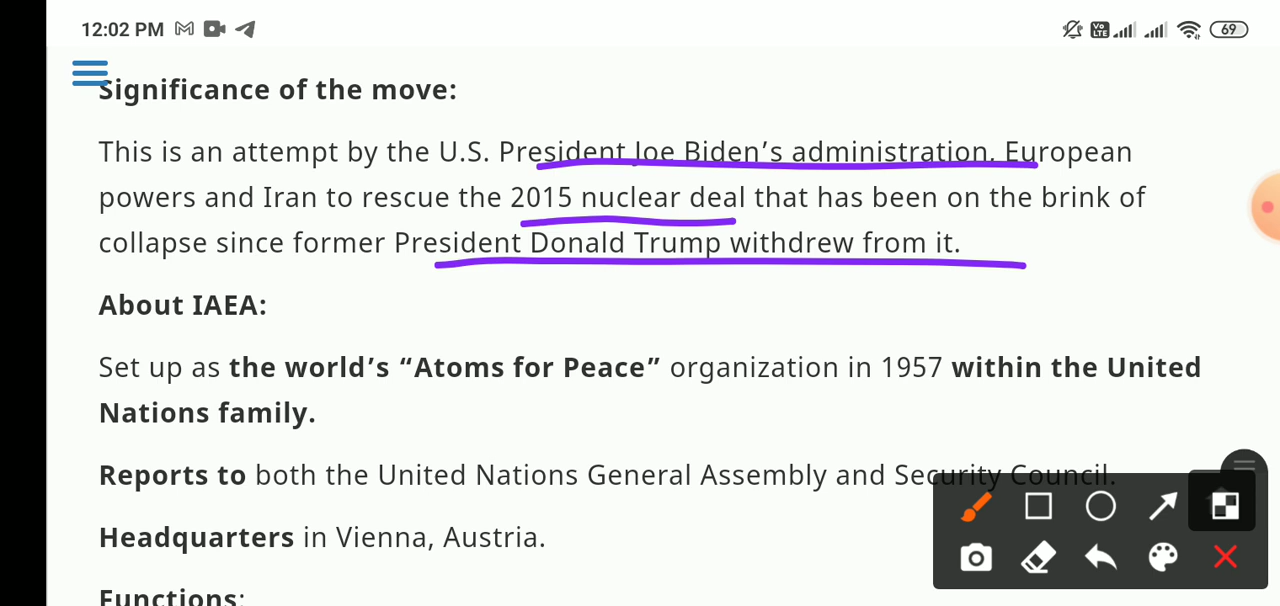 12:02 PM
Vo LTE
69
Significance of the move:
This is an attempt by the U.S. President Joe Biden’s administration, European
powers and Iran to rescue the 2015 nuclear deal that has been on the brink of
collapse since former President Donald Trump withdrew from it.
About IAEA:
Set up as the world’s “Atoms for Peace” organization in 1957 within the United
Nations family.
Reports to both the United Nations General Assembly and Security Council.
Headquarters in Vienna, Austria.
Functions: